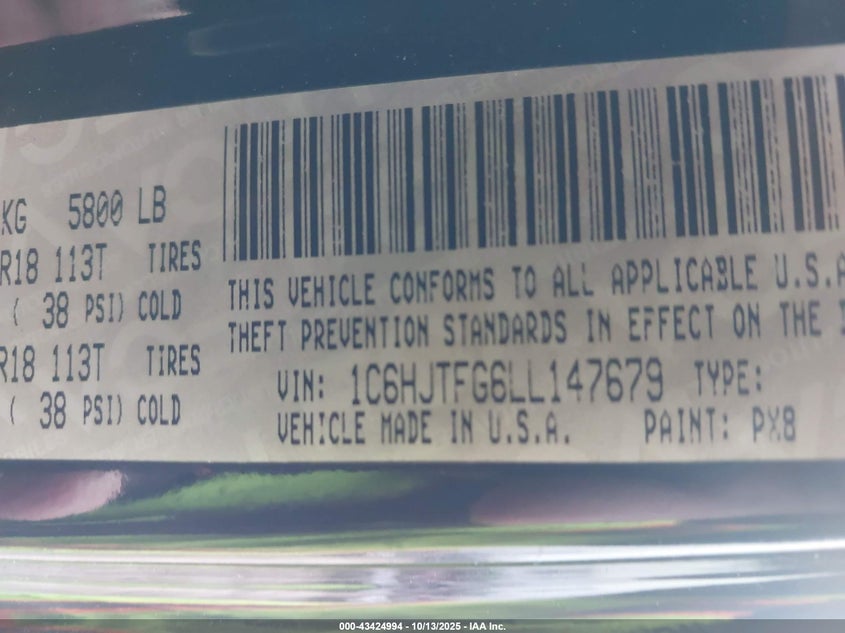 KG 5800 LB
R18 113T TIRES
( 38 PSI) COLD
R18 113T TIRES
( 38 PSI) COLD
THIS VEHICLE CONFORMS TO ALL APPLICABLE U.S.A
THEFT PREVENTION STANDARDS IN EFFECT ON THE
VIN: 1C6HJTFG6LL147679 TYPE:
VEHICLE MADE IN U.S.A. PAINT: PX8
000-43424994 - 10/13/2025 - IAA Inc.